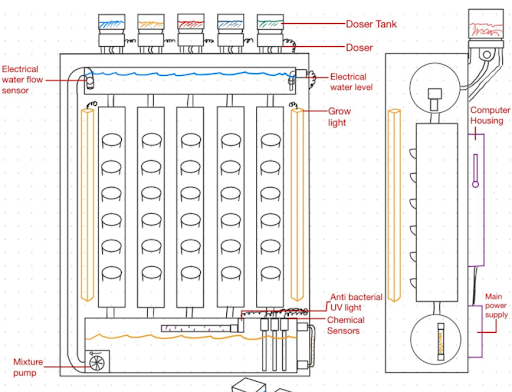 Doser Tank
Doser
Electrical
water flow
sensor
Electrical
water level
Grow
light
Computer
Housing
Anti bacterial
UV light
Chemical
Sensors
Main
power
supply
Mixture
pump